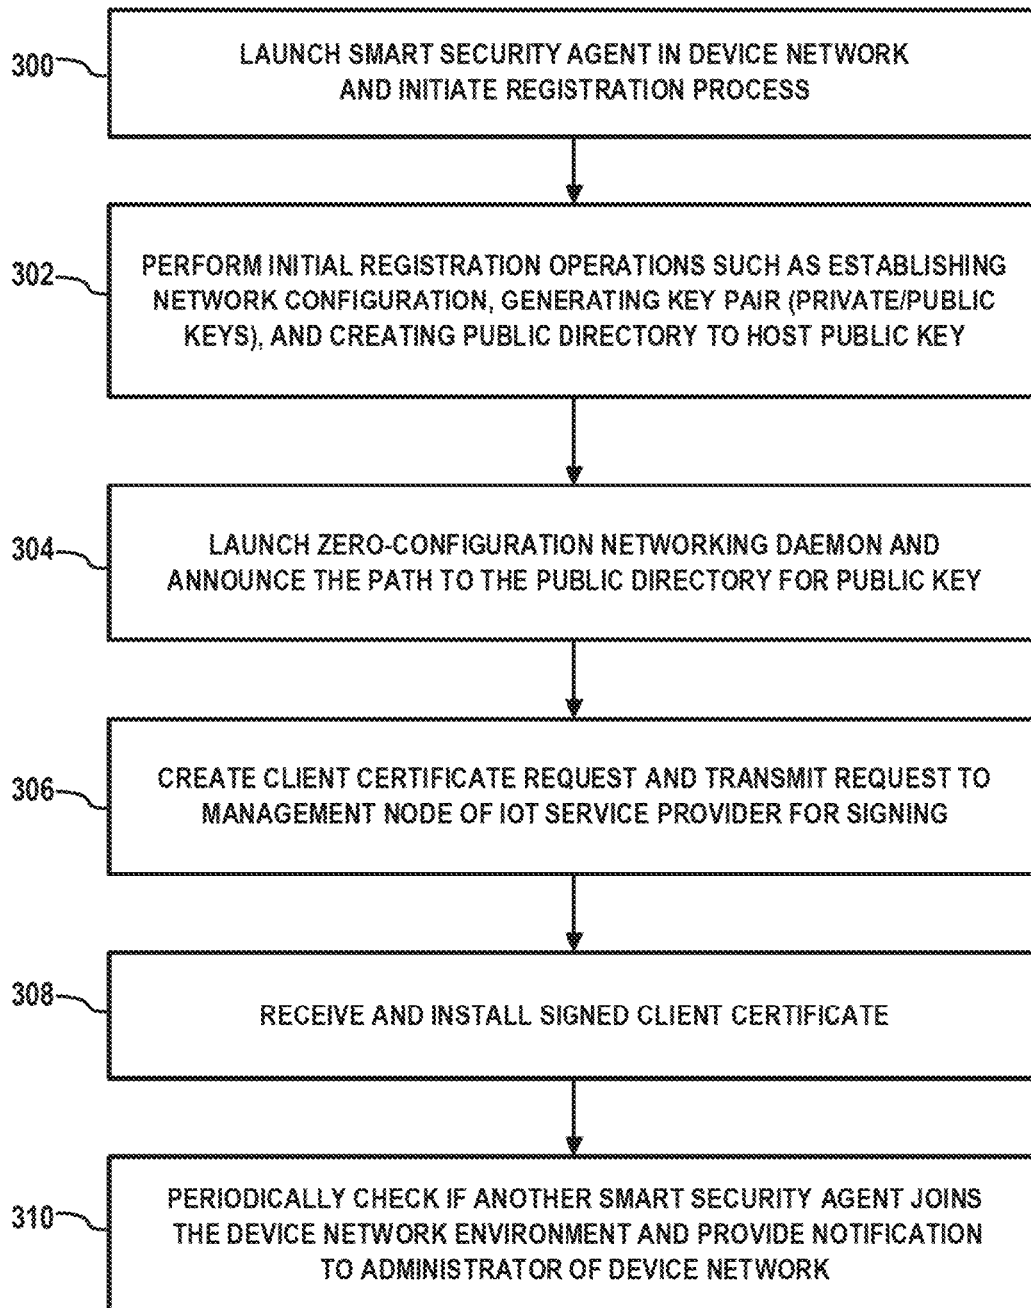 300
LAUNCH SMART SECURITY AGENT IN DEVICE NETWORK
AND INITIATE REGISTRATION PROCESS
302
PERFORM INITIAL REGISTRATION OPERATIONS SUCH AS ESTABLISHING
NETWORK CONFIGURATION, GENERATING KEY PAIR (PRIVATE/PUBLIC
KEYS), AND CREATING PUBLIC DIRECTORY TO HOST PUBLIC KEY
304
LAUNCH ZERO-CONFIGURATION NETWORKING DAEMON AND
ANNOUNCE THE PATH TO THE PUBLIC DIRECTORY FOR PUBLIC KEY
306
CREATE CLIENT CERTIFICATE REQUEST AND TRANSMIT REQUEST TO
MANAGEMENT NODE OF IOT SERVICE PROVIDER FOR SIGNING
308
RECEIVE AND INSTALL SIGNED CLIENT CERTIFICATE
310
PERIODICALLY CHECK IF ANOTHER SMART SECURITY AGENT JOINS
THE DEVICE NETWORK ENVIRONMENT AND PROVIDE NOTIFICATION
TO ADMINISTRATOR OF DEVICE NETWORK